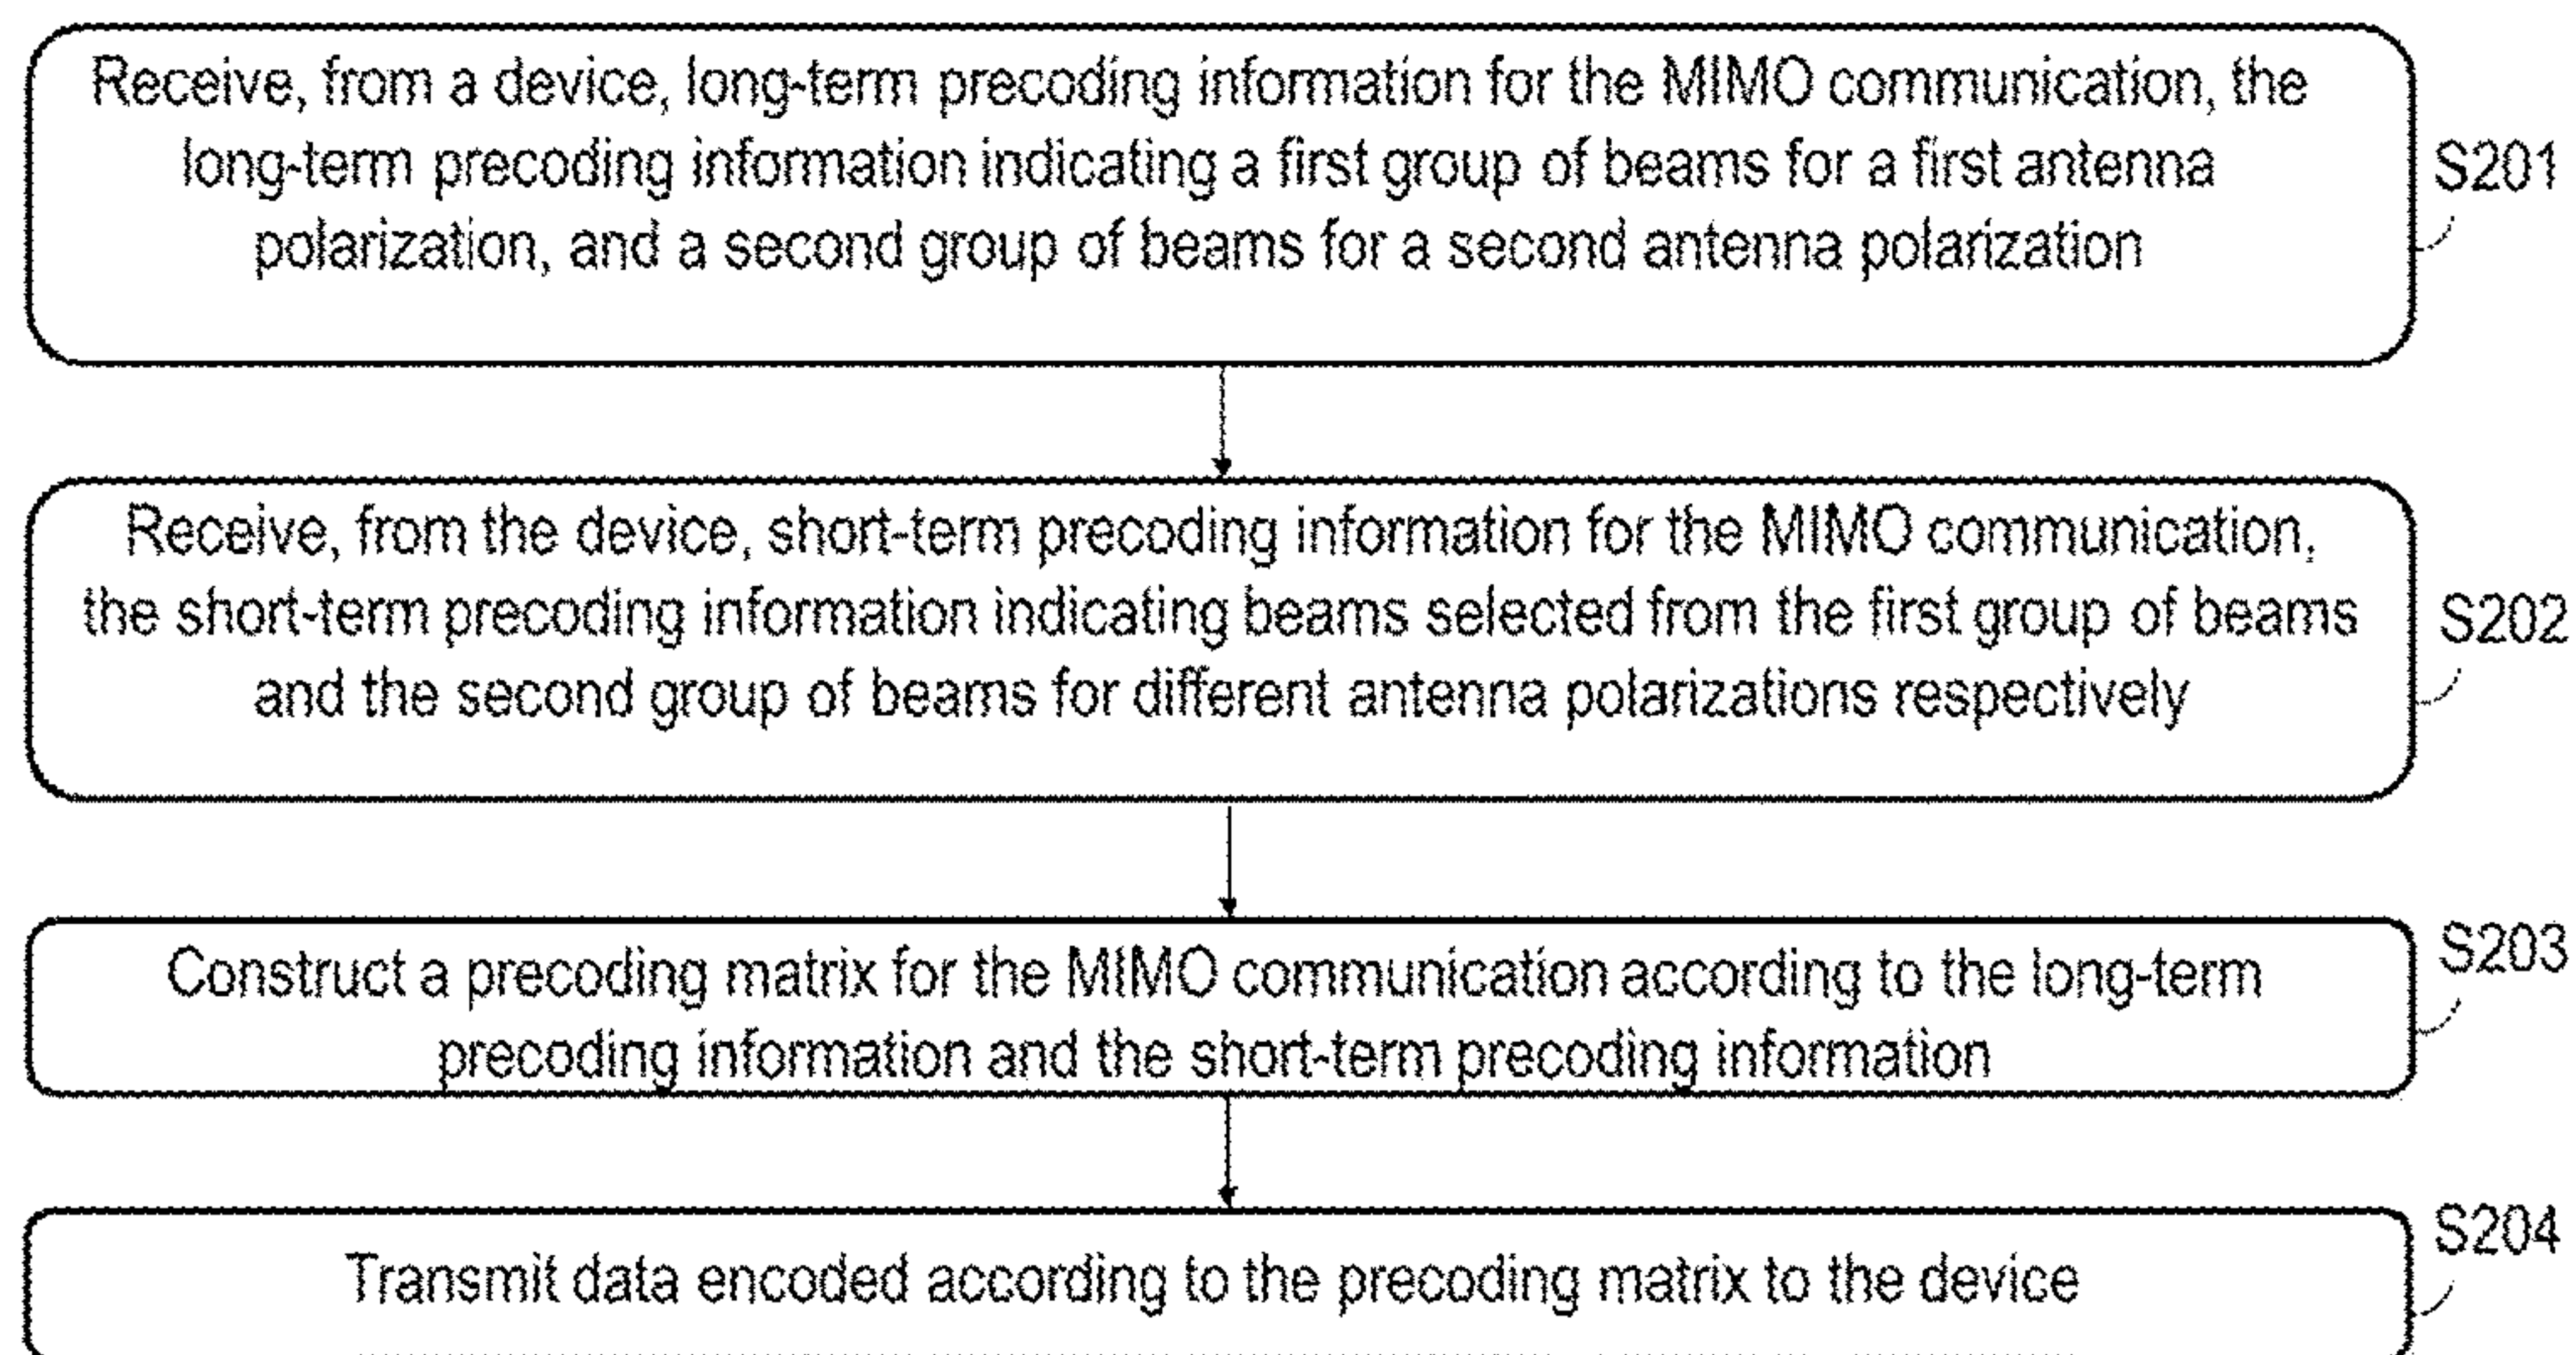 Receive, from a device, long-term precoding information for the MIMO communication, the
long-term precoding information indicating a first group of beams for a first antenna
polarization, and a second group of beams for a second antenna polarization
S201
Receive, from the device, short-term precoding information for the MIMO communication,
the short-term precoding information indicating beams selected from the first group of beams
and the second group of beams for different antenna polarizations respectively
S202
Construct a precoding matrix for the MIMO communication according to the long-term
precoding information and the short-term precoding information
S203
Transmit data encoded according to the precoding matrix to the device
S204